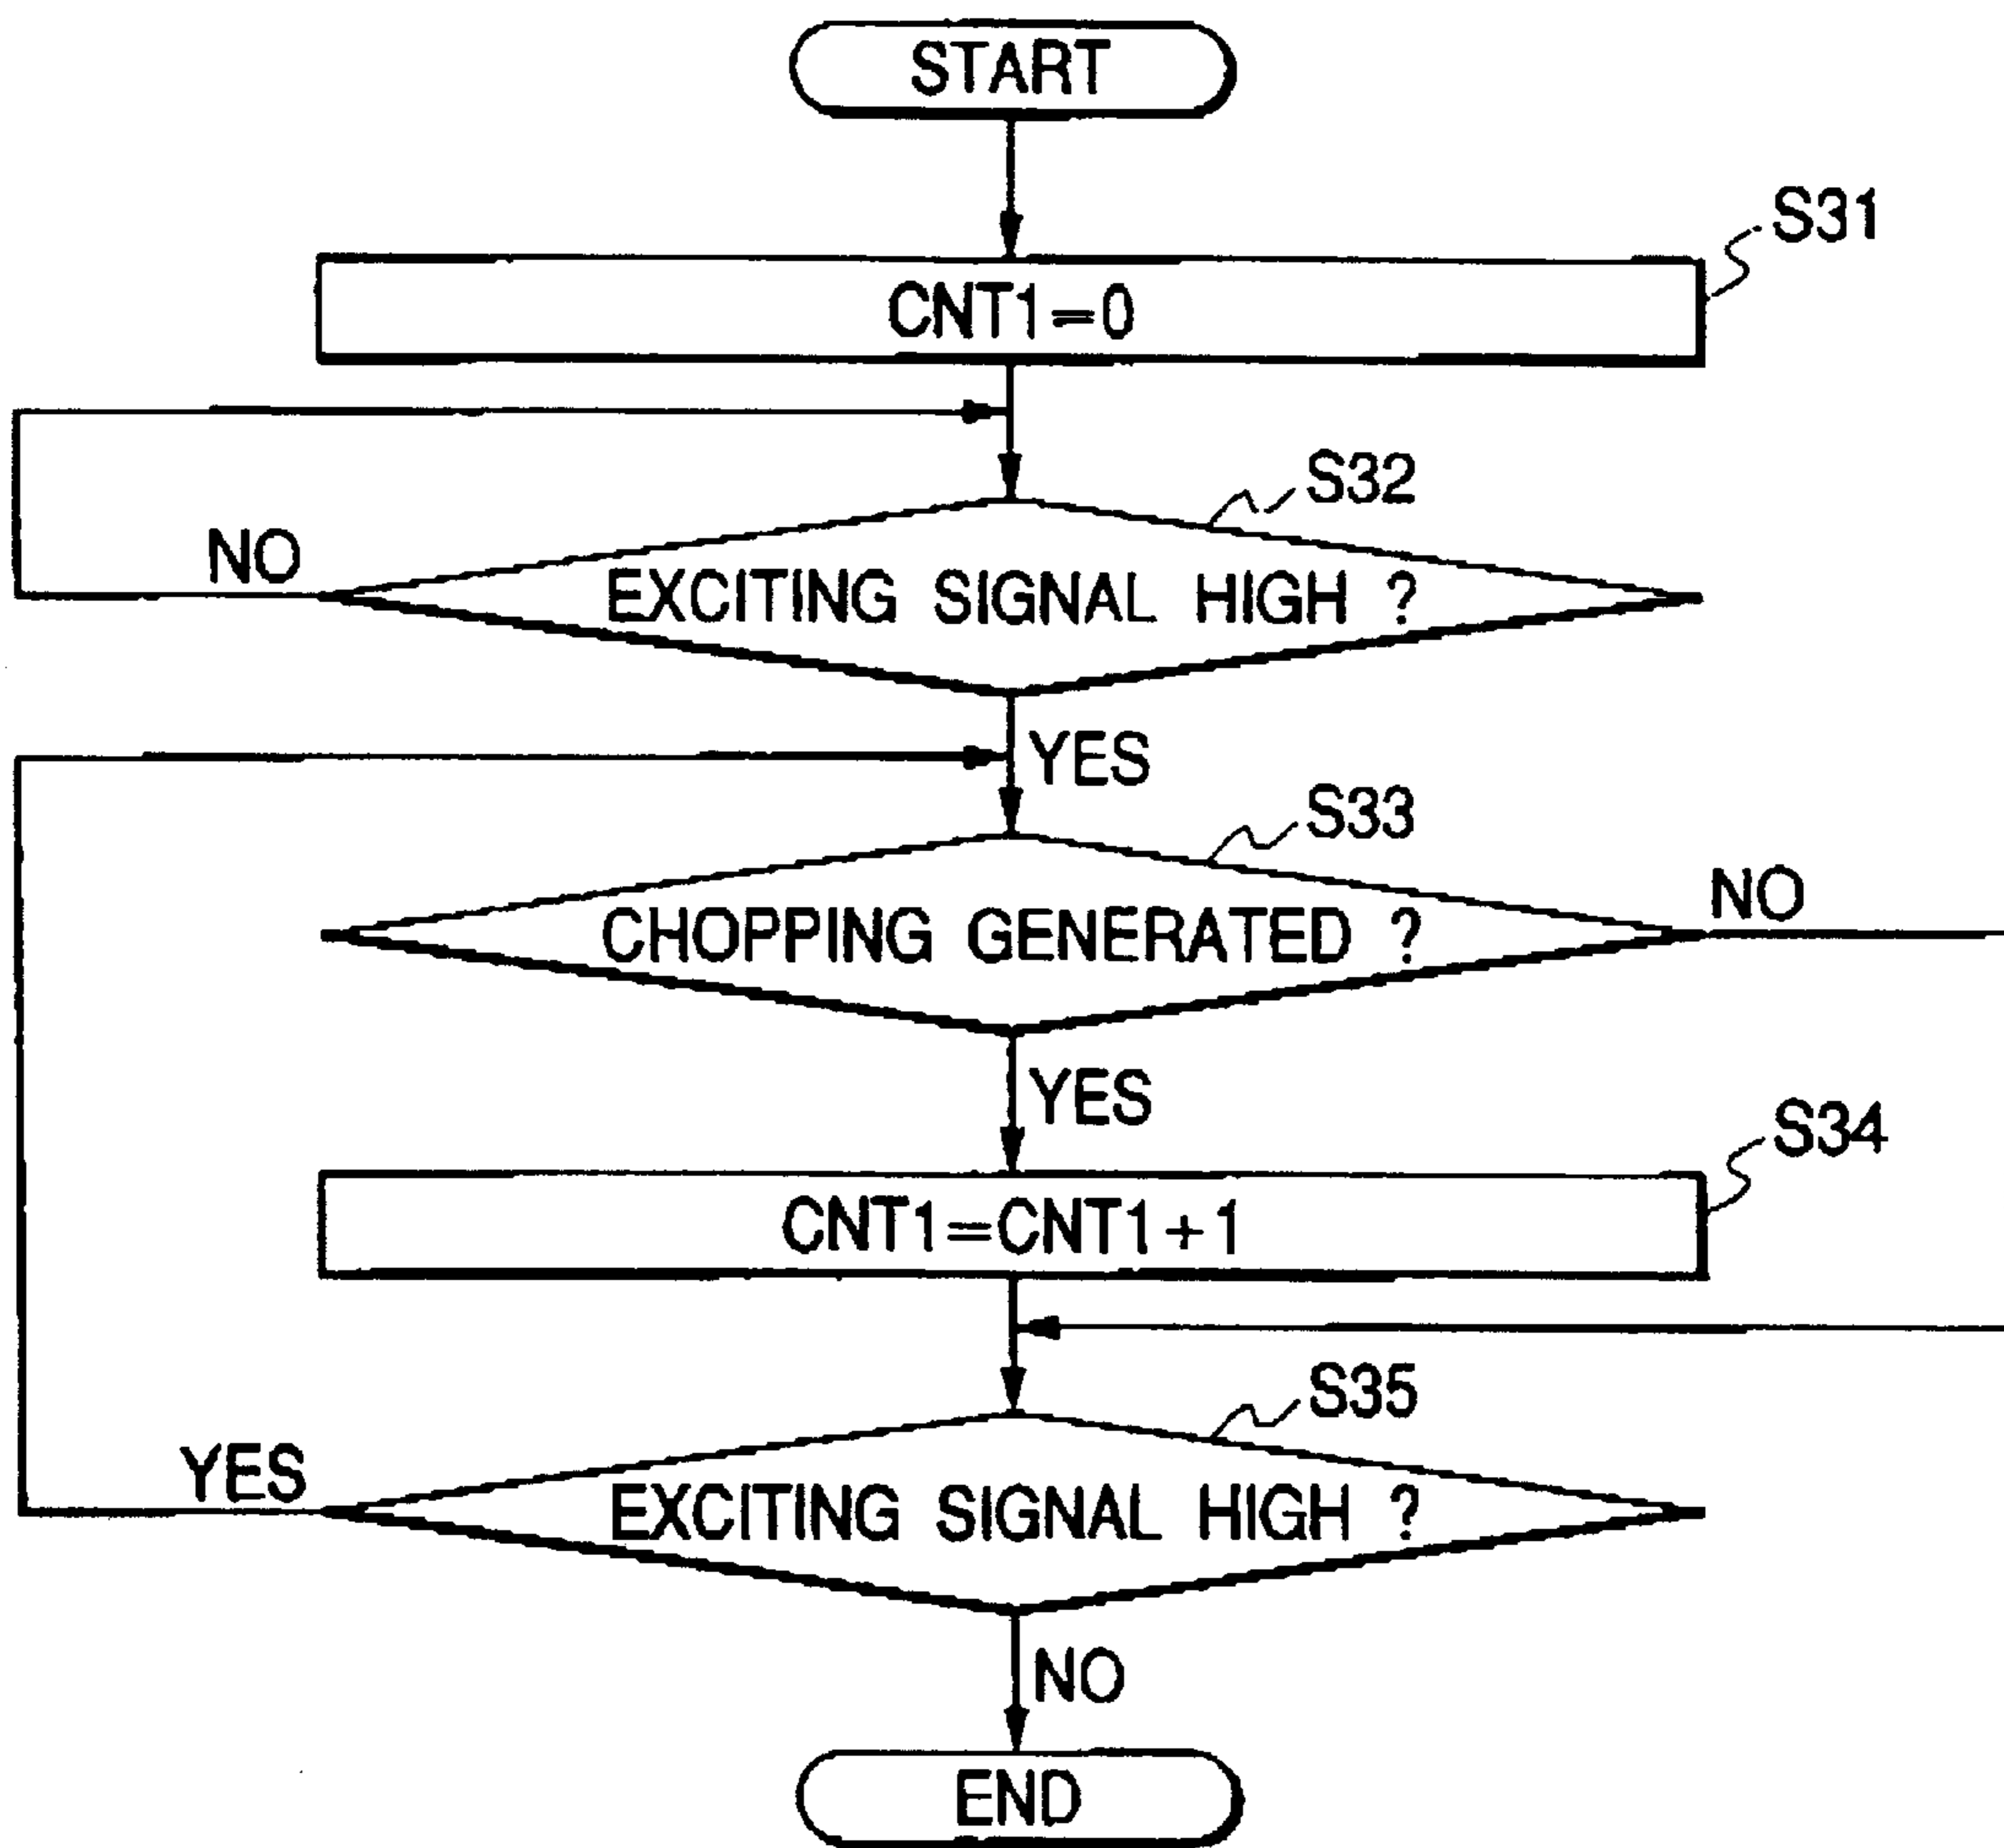 START
S31
CNT1=0
S32
NO
EXCITING SIGNAL HIGH ?
YES
S33
NO
CHOPPING GENERATED ?
YES
S34
CNT1=CNT1+1
S35
YES
EXCITING SIGNAL HIGH ?
NO
END